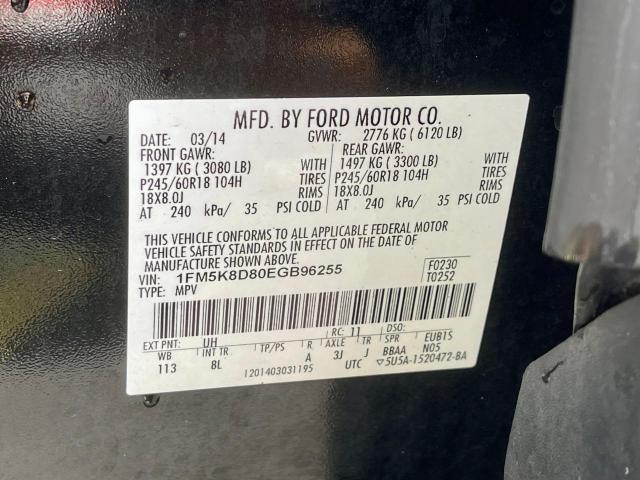 MFD. BY FORD MOTOR CO.
DATE: 03/14 GVWR: 2776 KG ( 6120 LB)
FRONT GAWR: REAR GAWR:
1397 KG ( 3080 LB) WITH 1497 KG ( 3300 LB) WITH
P245/60R18 104H TIRES P245/60R18 104H TIRES
18X8.0J RIMS 18X8.0J RIMS
AT 240 kPa/ 35 PSI COLD AT 240 kPa/ 35 PSI COLD
THIS VEHICLE CONFORMS TO ALL APPLICABLE FEDERAL MOTOR
VEHICLE SAFETY STANDARDS IN EFFECT ON THE DATE OF
MANUFACTURE SHOWN ABOVE.
VIN: 1FM5K8D80EGB96255 F0230
TYPE: MPV T0252
EXT PNT: UH RC: 11 DSO:
WB INT TR TP/PS R AXLE TR SPR EUB1S
113 8L A 3J J BBAA N05
1201403031195 UTC ▽5U5A-1520472-BA